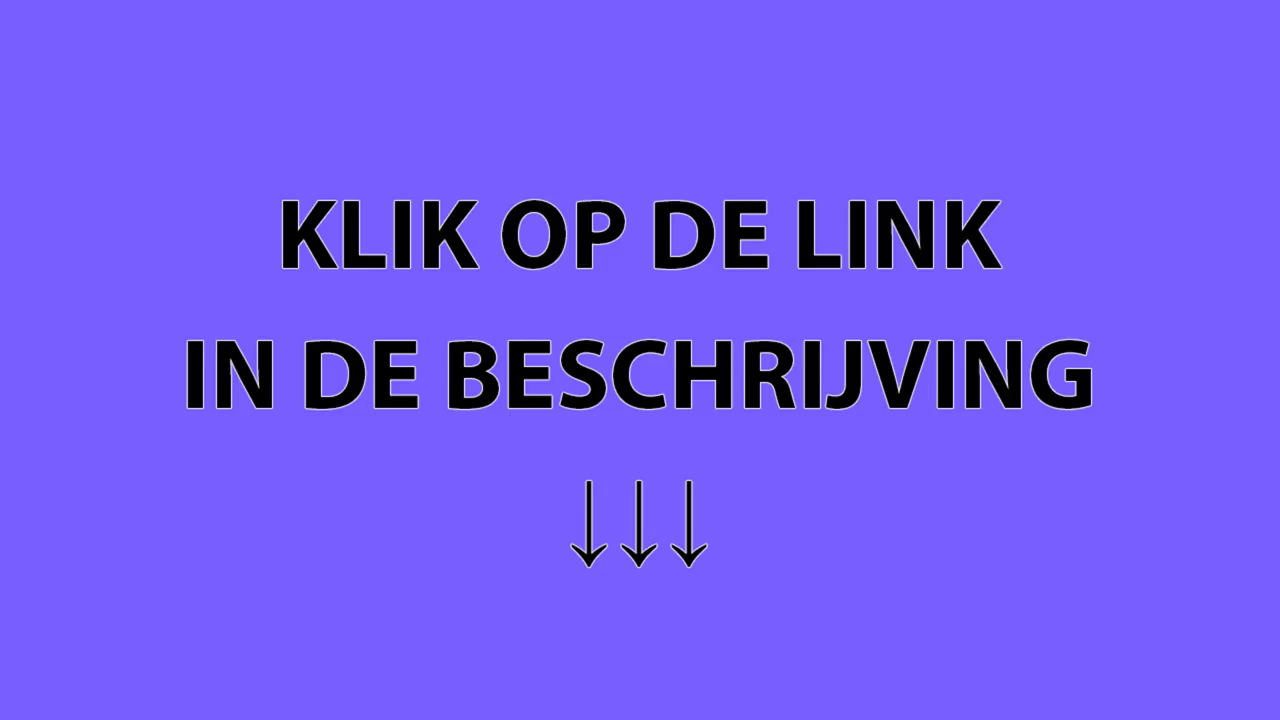 KLIK OP DE LINK
IN DE BESCHRIJVING
↓↓↓